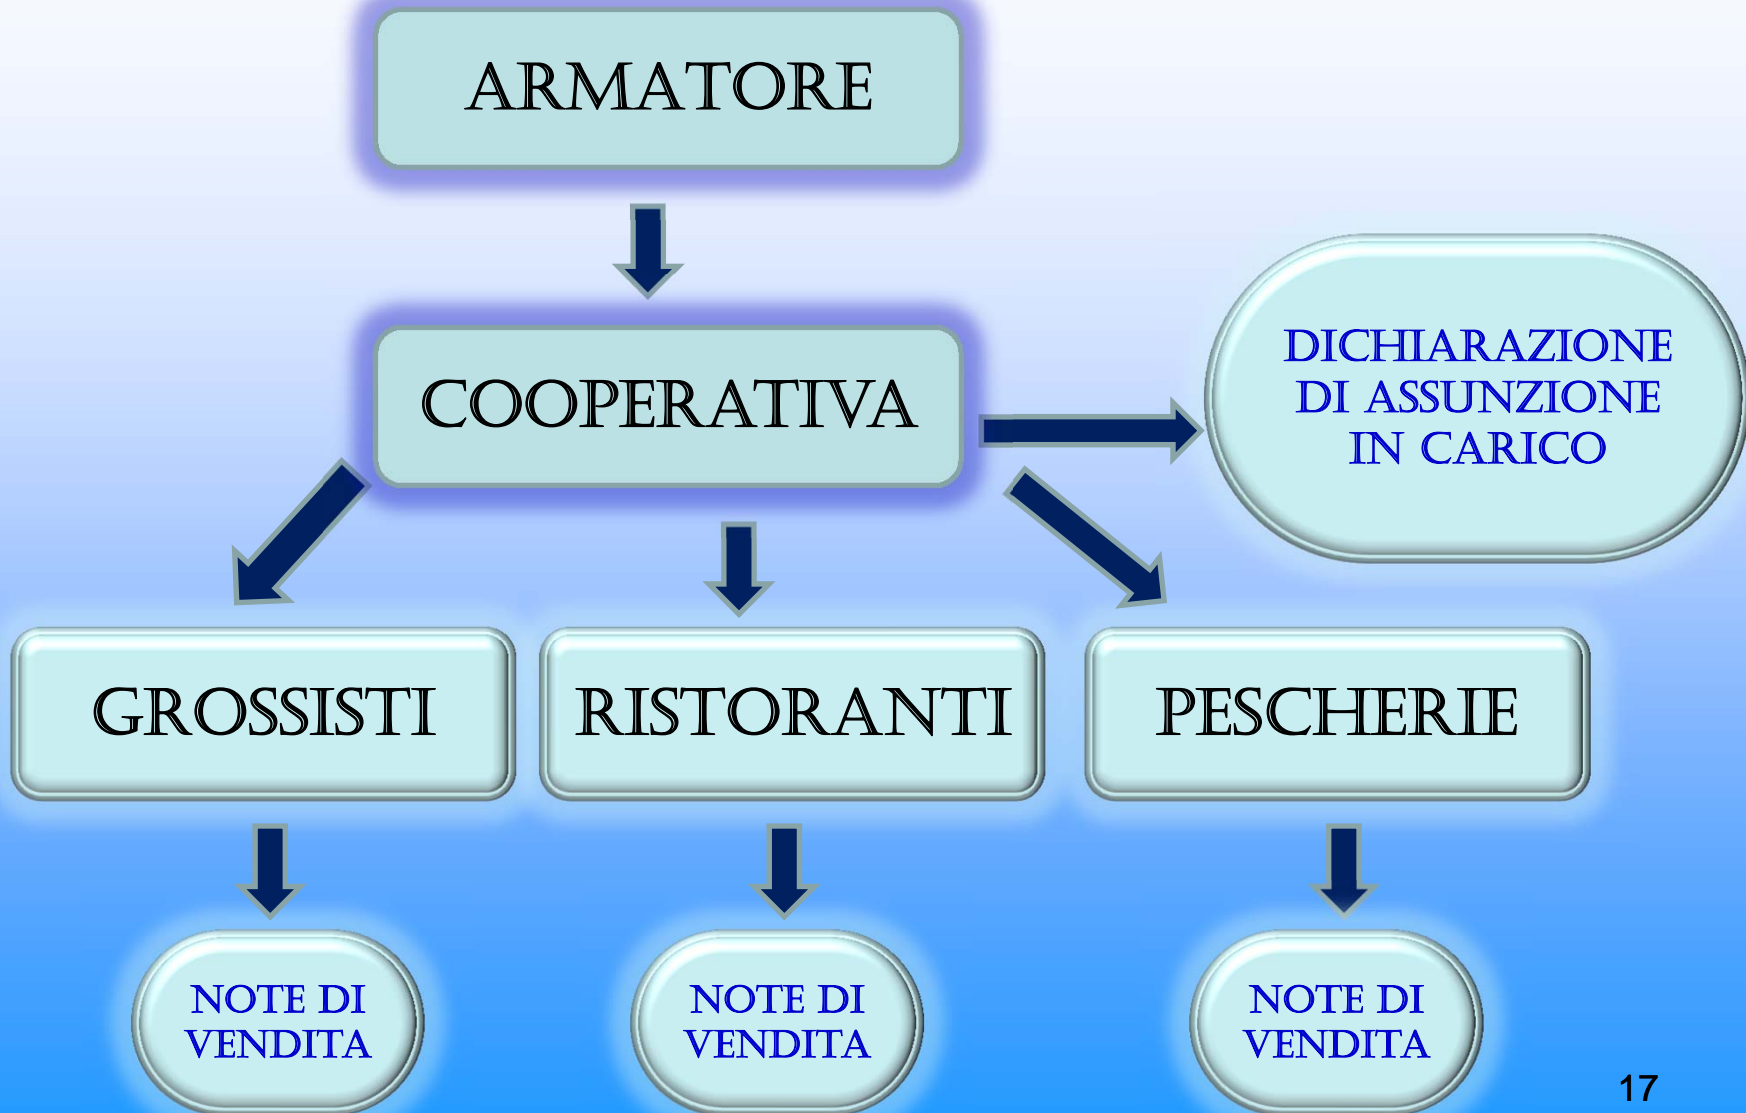 ARMATORE
COOPERATIVA
DICHIARAZIONE
DI ASSUNZIONE
IN CARICO
GROSSISTI
RISTORANTI
PESCHERIE
NOTE DI
VENDITA
NOTE DI
VENDITA
NOTE DI
VENDITA
17